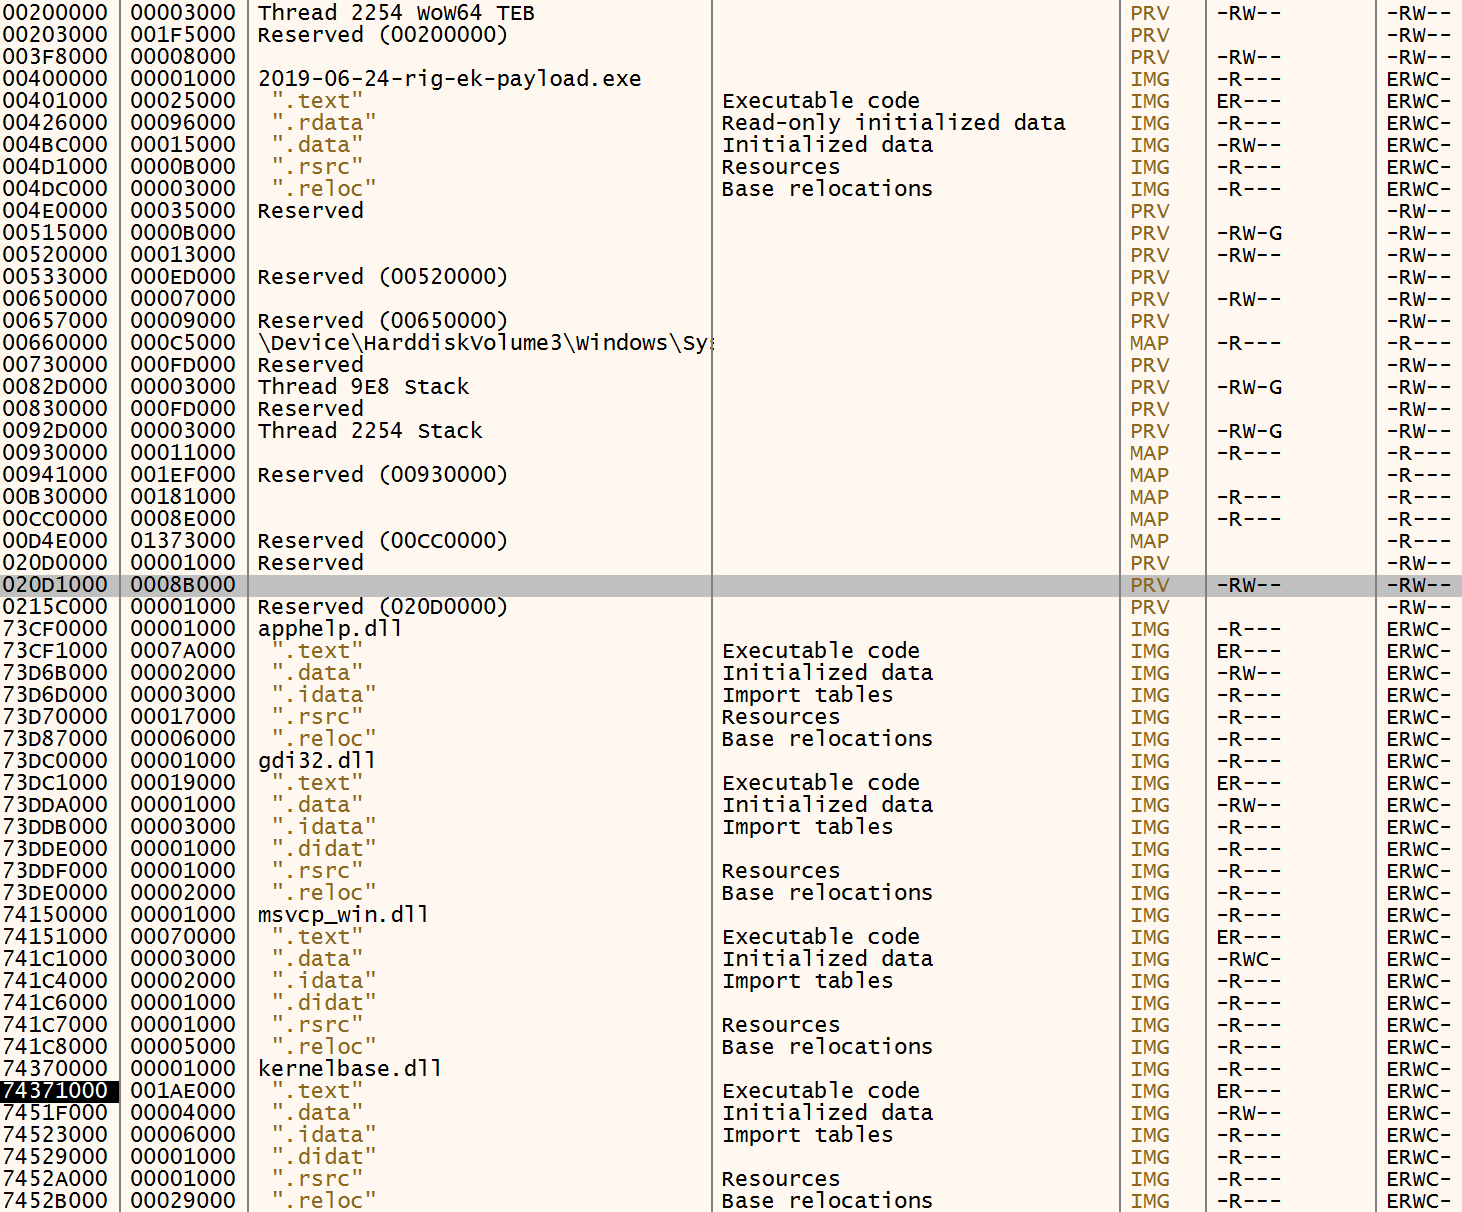 00200000 00003000 Thread 2254 WoW64 TEB PRV -RW-- -RW--
00203000 001F5000 Reserved (00200000) PRV -RW--
003F8000 00008000 PRV -RW-- -RW--
00400000 00001000 2019-06-24-rig-ek-payload.exe IMG -R--- ERWC-
00401000 00025000 ".text" Executable code IMG ER--- ERWC-
00426000 00096000 ".rdata" Read-only initialized data IMG -R--- ERWC-
004BC000 00015000 ".data" Initialized data IMG -RW-- ERWC-
004D1000 0000B000 ".rsrc" Resources IMG -R--- ERWC-
004DC000 00003000 ".reloc" Base relocations IMG -R--- ERWC-
004E0000 00035000 Reserved PRV -RW--
00515000 0000B000 PRV -RW-G -RW--
00520000 00013000 PRV -RW-- -RW--
00533000 000ED000 Reserved (00520000) PRV -RW--
00650000 00007000 PRV -RW-- -RW--
00657000 00009000 Reserved (00650000) PRV -RW--
00660000 000C5000 \Device\HarddiskVolume3\Windows\Sys MAP -R--- -R---
00730000 000FD000 Reserved PRV -RW--
0082D000 00003000 Thread 9E8 Stack PRV -RW-G -RW--
00830000 000FD000 Reserved PRV -RW--
0092D000 00003000 Thread 2254 Stack PRV -RW-G -RW--
00930000 00011000 MAP -R--- -R---
00941000 001EF000 Reserved (00930000) MAP -R---
00B30000 00181000 MAP -R--- -R---
00CC0000 0008E000 MAP -R--- -R---
00D4E000 01373000 Reserved (00CC0000) MAP -R---
020D0000 00001000 Reserved PRV -RW--
020D1000 0008B000 PRV -RW-- -RW--
0215C000 00001000 Reserved (020D0000) PRV -RW--
73CF0000 00001000 apphelp.dll IMG -R--- ERWC-
73CF1000 0007A000 ".text" Executable code IMG ER--- ERWC-
73D6B000 00002000 ".data" Initialized data IMG -RW-- ERWC-
73D6D000 00003000 ".idata" Import tables IMG -R--- ERWC-
73D70000 00017000 ".rsrc" Resources IMG -R--- ERWC-
73D87000 00006000 ".reloc" Base relocations IMG -R--- ERWC-
73DC0000 00001000 gdi32.dll IMG -R--- ERWC-
73DC1000 00019000 ".text" Executable code IMG ER--- ERWC-
73DDA000 00001000 ".data" Initialized data IMG -RW-- ERWC-
73DDB000 00003000 ".idata" Import tables IMG -R--- ERWC-
73DDE000 00001000 ".didat" IMG -R--- ERWC-
73DDF000 00001000 ".rsrc" Resources IMG -R--- ERWC-
73DE0000 00002000 ".reloc" Base relocations IMG -R--- ERWC-
74150000 00001000 msvcp_win.dll IMG -R--- ERWC-
74151000 00070000 ".text" Executable code IMG ER--- ERWC-
741C1000 00003000 ".data" Initialized data IMG -RWC- ERWC-
741C4000 00002000 ".idata" Import tables IMG -R--- ERWC-
741C6000 00001000 ".didat" IMG -R--- ERWC-
741C7000 00001000 ".rsrc" Resources IMG -R--- ERWC-
741C8000 00005000 ".reloc" Base relocations IMG -R--- ERWC-
74370000 00001000 kernelbase.dll IMG -R--- ERWC-
74371000 001AE000 ".text" Executable code IMG ER--- ERWC-
7451F000 00004000 ".data" Initialized data IMG -RW-- ERWC-
74523000 00006000 ".idata" Import tables IMG -R--- ERWC-
74529000 00001000 ".didat" IMG -R--- ERWC-
7452A000 00001000 ".rsrc" Resources IMG -R--- ERWC-
7452B000 00029000 ".reloc" Base relocations IMG -R--- ERWC-